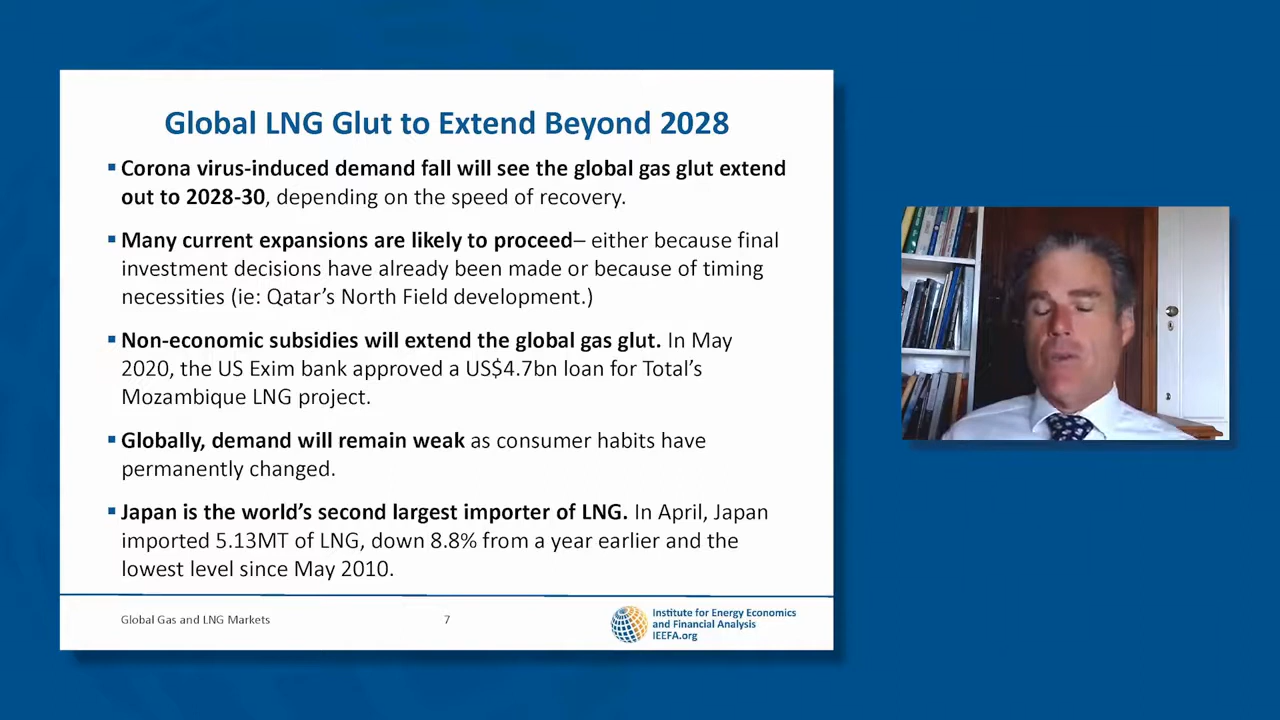 Global LNG Glut to Extend Beyond 2028
▪ Corona virus-induced demand fall will see the global gas glut extend
out to 2028-30, depending on the speed of recovery.
▪ Many current expansions are likely to proceed– either because final
investment decisions have already been made or because of timing
necessities (ie: Qatar's North Field development.)
▪ Non-economic subsidies will extend the global gas glut. In May
2020, the US Exim bank approved a US$4.7bn loan for Total's
Mozambique LNG project.
▪ Globally, demand will remain weak as consumer habits have
permanently changed.
▪ Japan is the world's second largest importer of LNG. In April, Japan
imported 5.13MT of LNG, down 8.8% from a year earlier and the
lowest level since May 2010.
Global Gas and LNG Markets
7
Institute for Energy Economics
and Financial Analysis
IEEFA.org